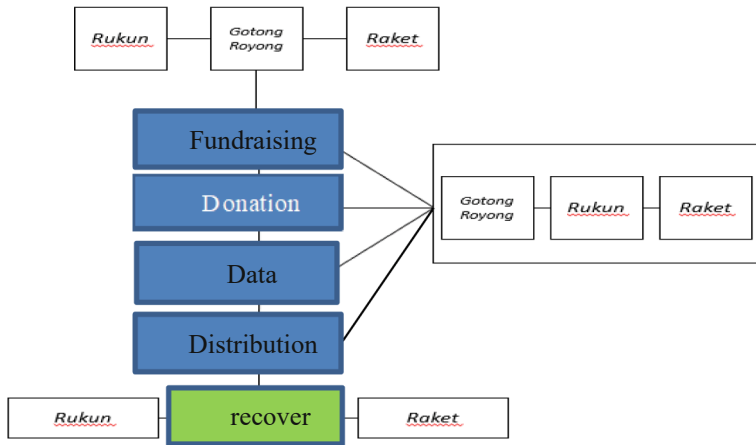 Rukun
Gotong
Royong
Raket
Fundraising
Donation
Data
Distribution
Gotong
Royong
Rukun
Raket
Rukun
recover
Raket